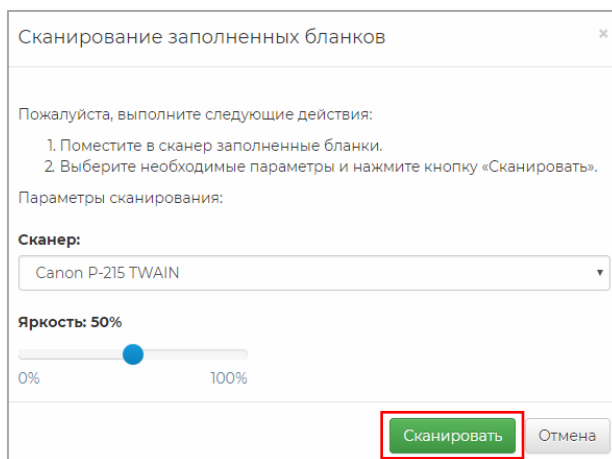 Сканирование заполненных бланков
×
Пожалуйста, выполните следующие действия:
1. Поместите в сканер заполненные бланки.
2. Выберите необходимые параметры и нажмите кнопку «Сканировать».
Параметры сканирования:
Сканер:
Canon P-215 TWAIN
Яркость: 50%
0% 100%
Сканировать Отмена